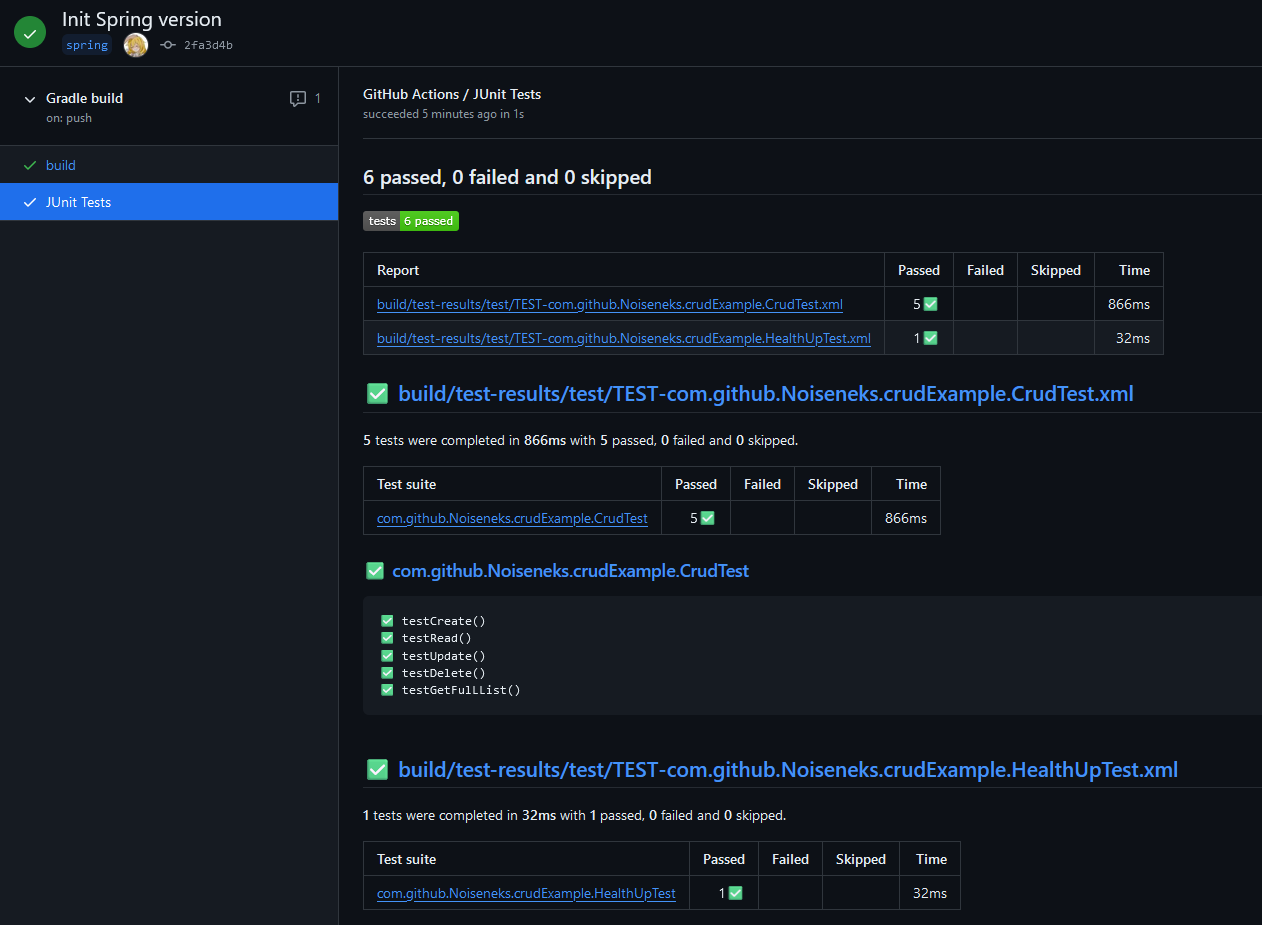 Init Spring version
spring 2fa3d4b
Gradle build 1
on: push
build
JUnit Tests
GitHub Actions / JUnit Tests
succeeded 5 minutes ago in 1s
6 passed, 0 failed and 0 skipped
tests 6 passed
Report Passed Failed Skipped Time
build/test-results/test/TEST-com.github.Noiseneks.crudExample.CrudTest.xml 5✅ 866ms
build/test-results/test/TEST-com.github.Noiseneks.crudExample.HealthUpTest.xml 1✅ 32ms
✅ build/test-results/test/TEST-com.github.Noiseneks.crudExample.CrudTest.xml
5 tests were completed in 866ms with 5 passed, 0 failed and 0 skipped.
Test suite Passed Failed Skipped Time
com.github.Noiseneks.crudExample.CrudTest 5✅ 866ms
✅ com.github.Noiseneks.crudExample.CrudTest
✅ testCreate()
✅ testRead()
✅ testUpdate()
✅ testDelete()
✅ testGetFulLList()
✅ build/test-results/test/TEST-com.github.Noiseneks.crudExample.HealthUpTest.xml
1 tests were completed in 32ms with 1 passed, 0 failed and 0 skipped.
Test suite Passed Failed Skipped Time
com.github.Noiseneks.crudExample.HealthUpTest 1✅ 32ms